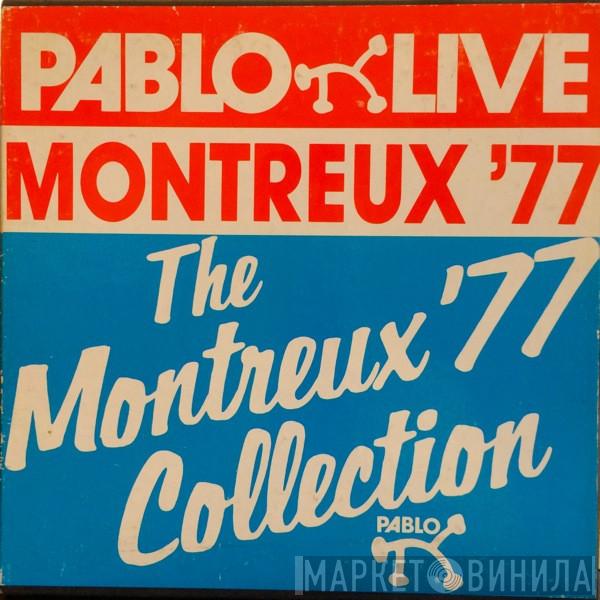 PABLO LIVE
MONTREUX '77
The
Montreux '77
Collection
PABLO
МАРКЕТ ВИНИЛА